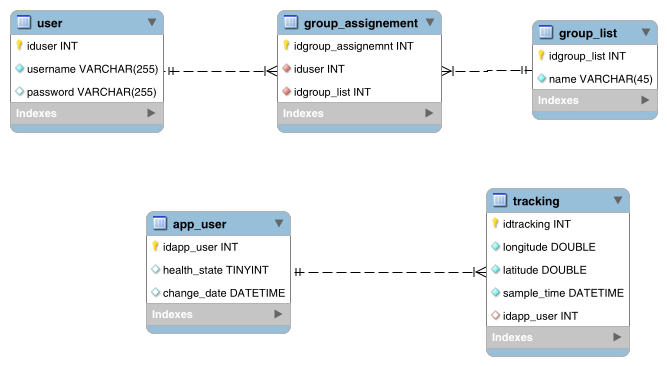 user
iduser INT
username VARCHAR(255)
password VARCHAR(255)
Indexes
group_assignement
idgroup_assignemnt INT
iduser INT
idgroup_list INT
Indexes
group_list
idgroup_list INT
name VARCHAR(45)
Indexes
app_user
idapp_user INT
health_state TINYINT
change_date DATETIME
Indexes
tracking
idtracking INT
longitude DOUBLE
latitude DOUBLE
sample_time DATETIME
idapp_user INT
Indexes